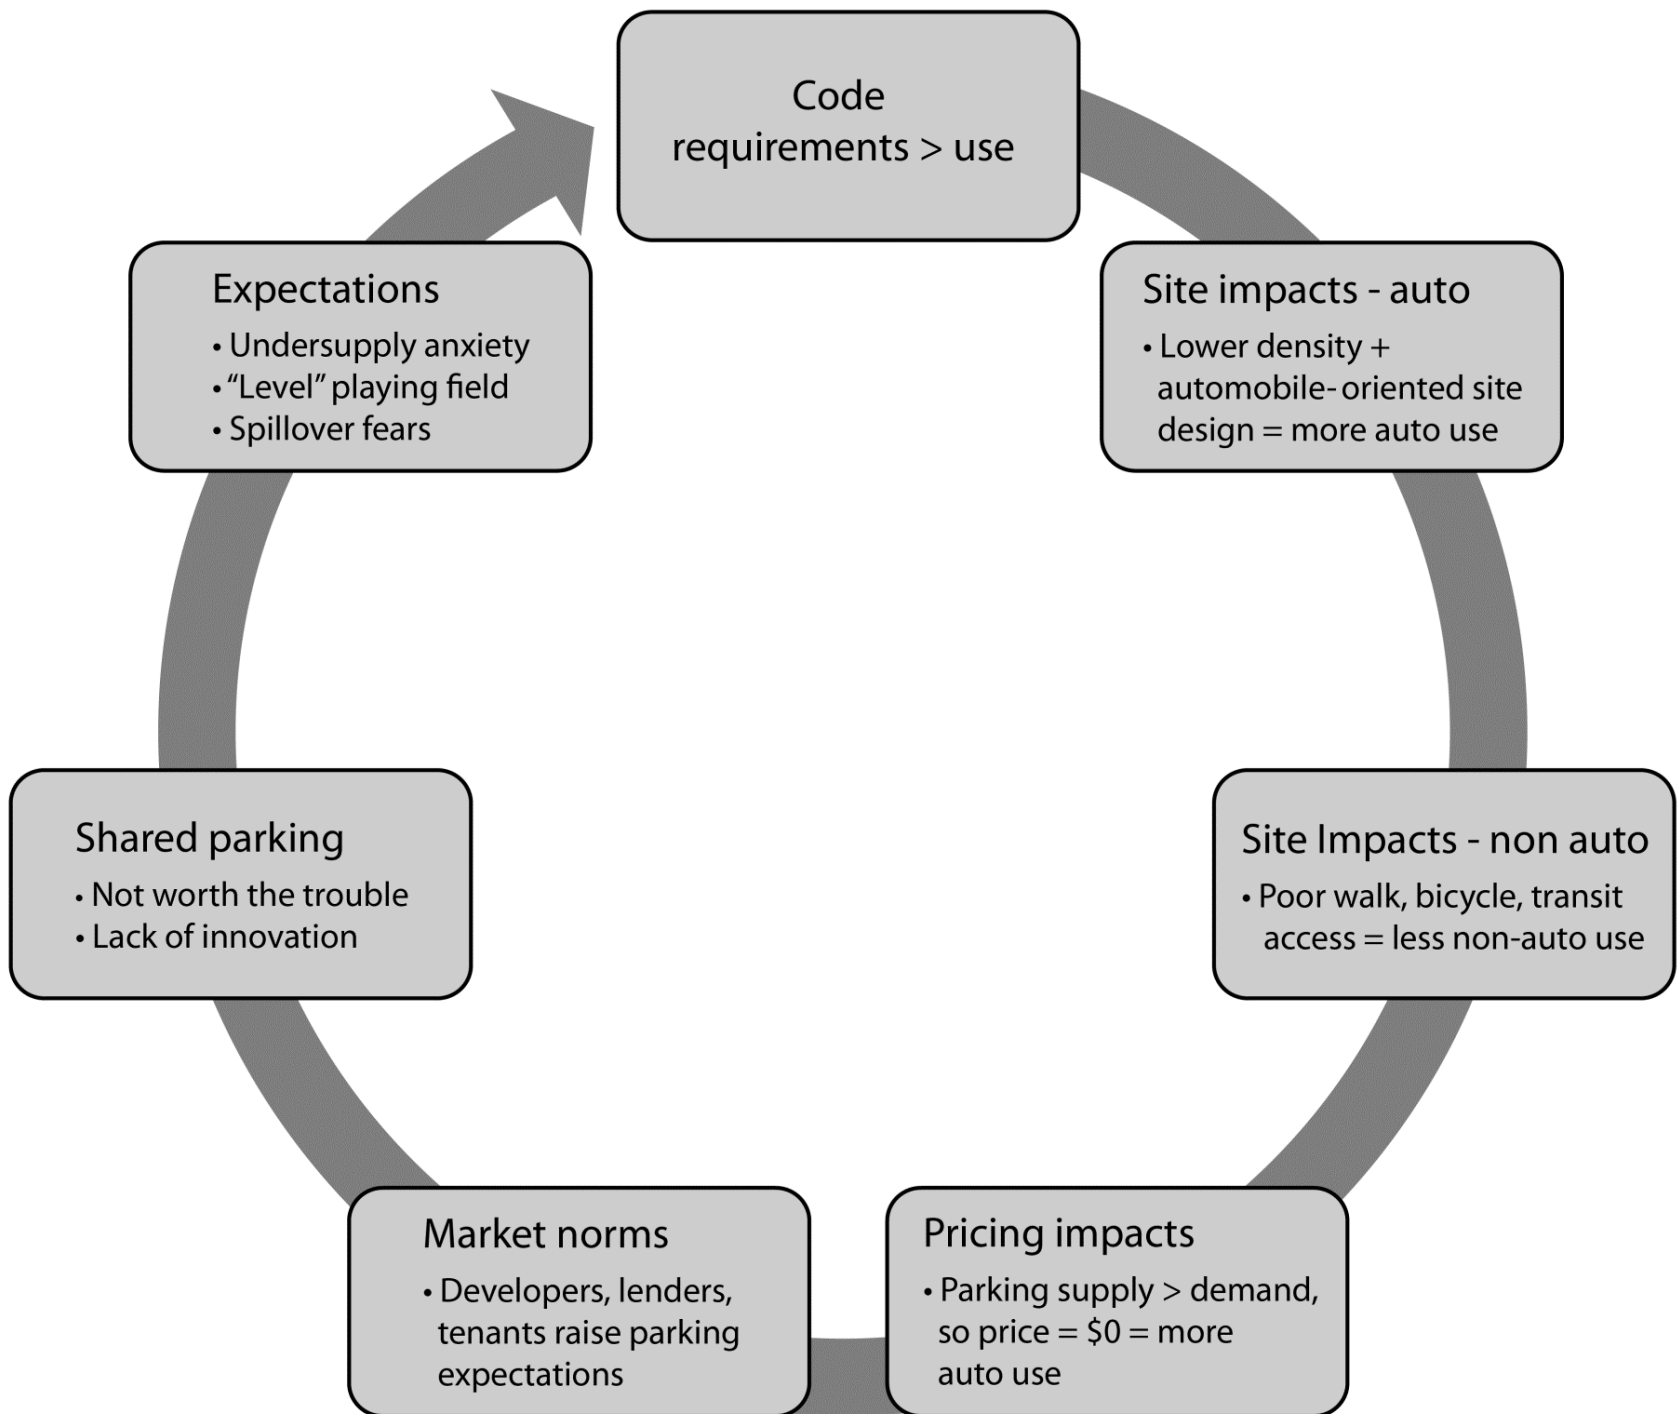 Code
requirements > use
Site impacts - auto
• Lower density +
automobile-oriented site
design = more auto use
Site Impacts - non auto
• Poor walk, bicycle, transit
access = less non-auto use
Pricing impacts
• Parking supply > demand,
so price = $0 = more
auto use
Market norms
• Developers, lenders,
tenants raise parking
expectations
Shared parking
• Not worth the trouble
• Lack of innovation
Expectations
• Undersupply anxiety
• “Level” playing field
• Spillover fears